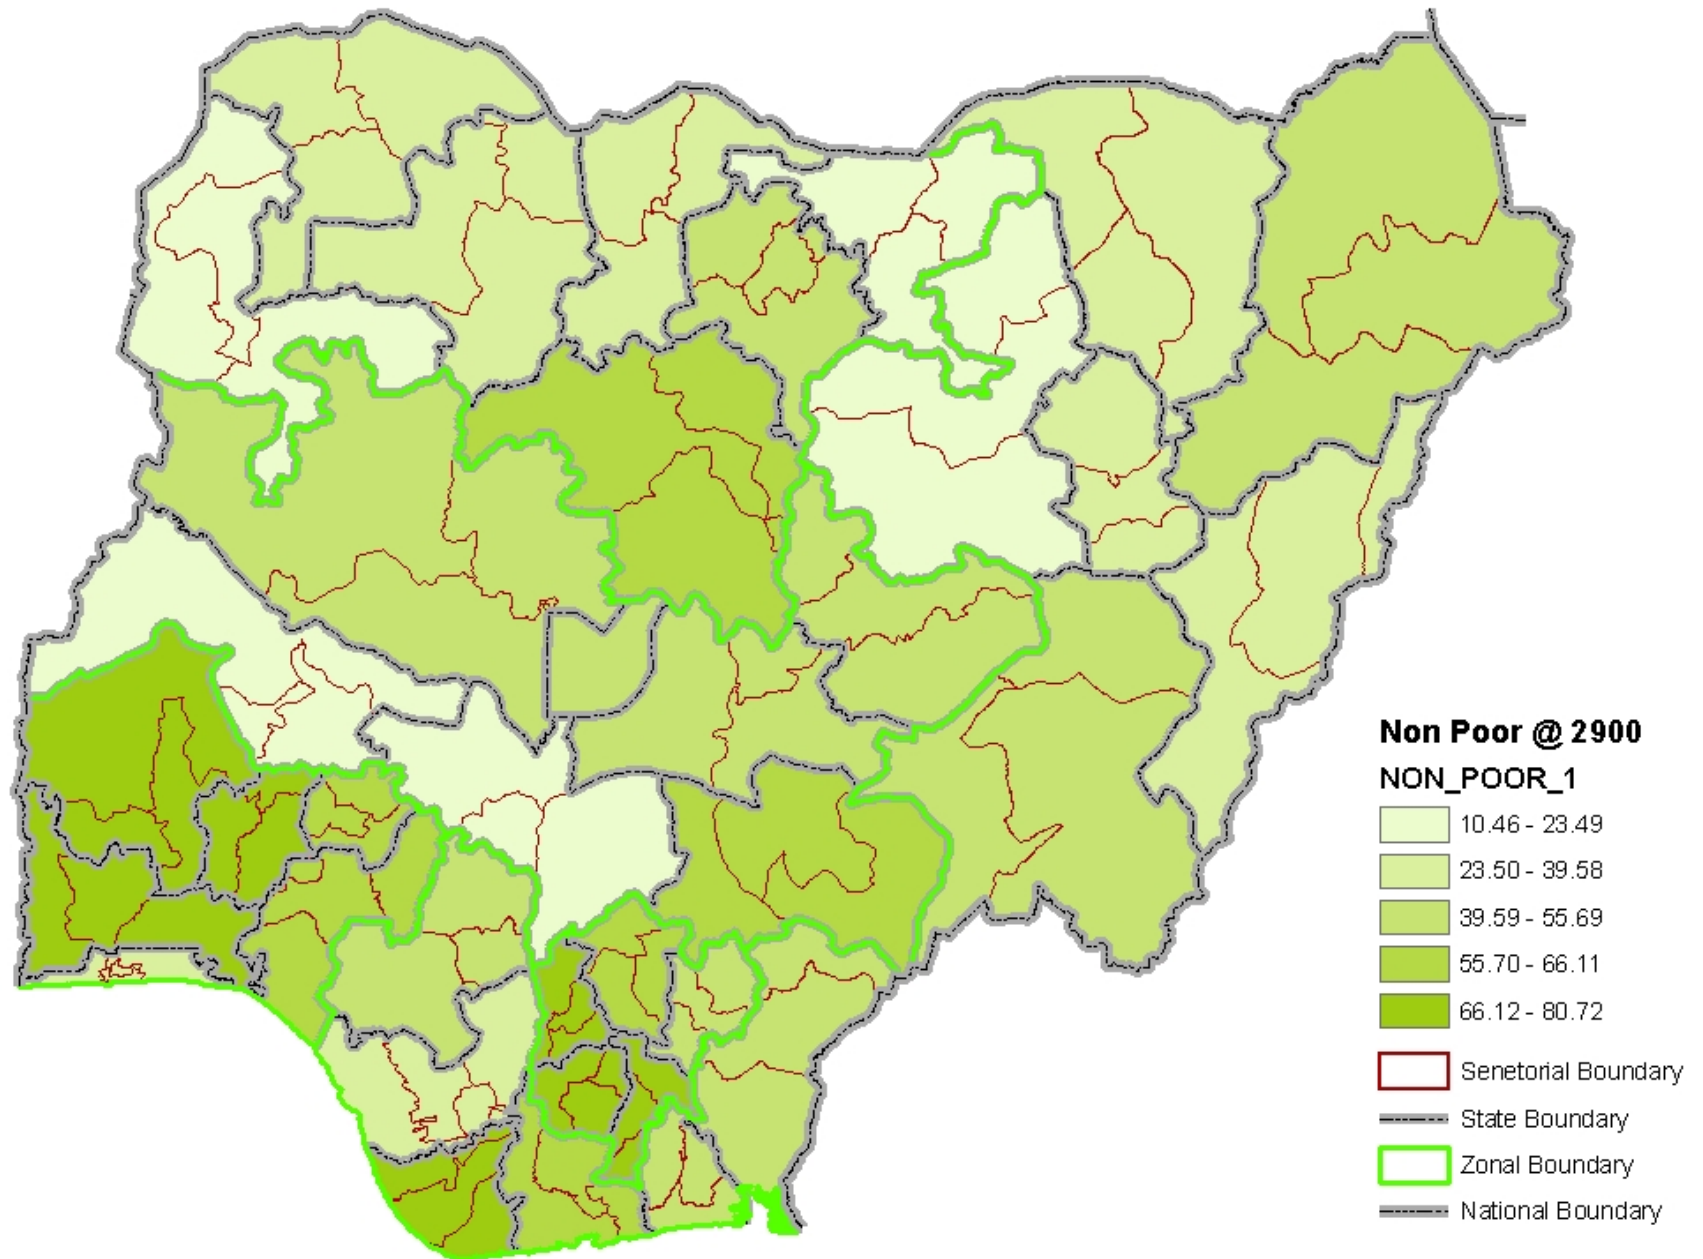 Non Poor @ 2900
NON_POOR_1
10.46 - 23.49
23.50 - 39.58
39.59 - 55.69
55.70 - 66.11
66.12 - 80.72
Senetorial Boundary
State Boundary
Zonal Boundary
National Boundary